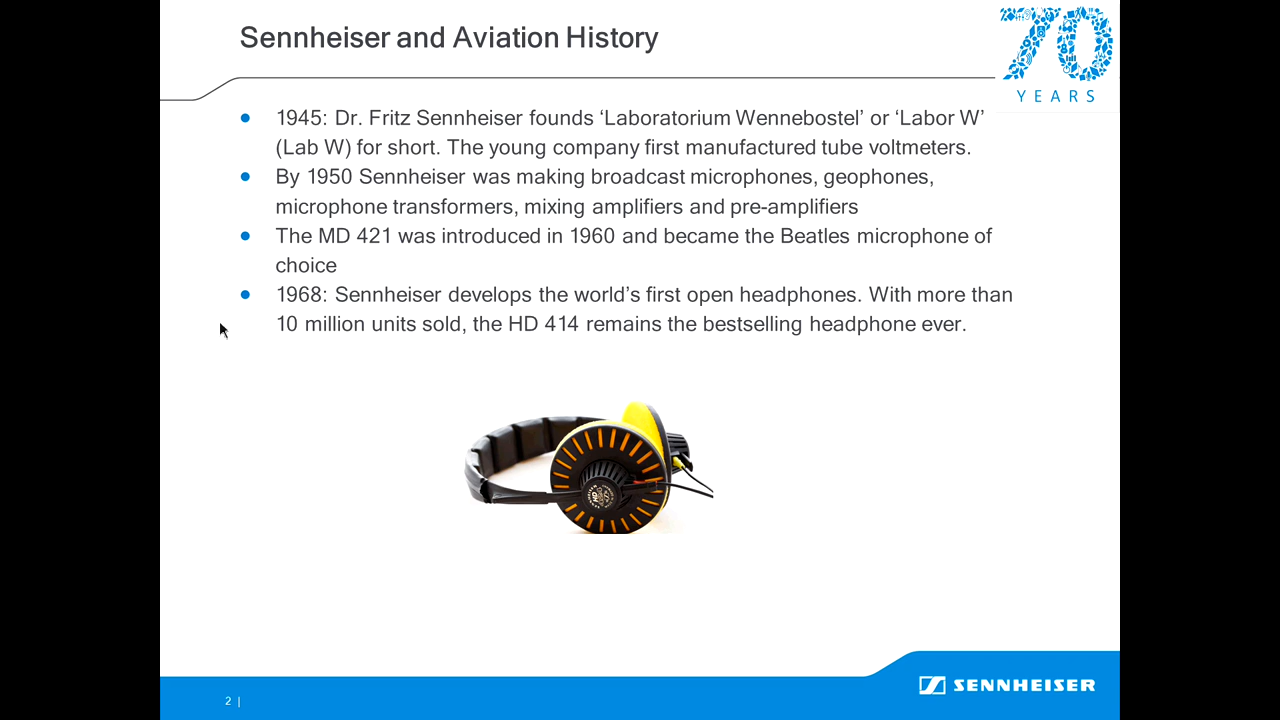 Sennheiser and Aviation History
70
YEARS
1945: Dr. Fritz Sennheiser founds ‘Laboratorium Wennebostel’ or ‘Labor W’
(Lab W) for short. The young company first manufactured tube voltmeters.
By 1950 Sennheiser was making broadcast microphones, geophones,
microphone transformers, mixing amplifiers and pre-amplifiers
The MD 421 was introduced in 1960 and became the Beatles microphone of
choice
1968: Sennheiser develops the world’s first open headphones. With more than
10 million units sold, the HD 414 remains the bestselling headphone ever.
2 |
SENNHEISER